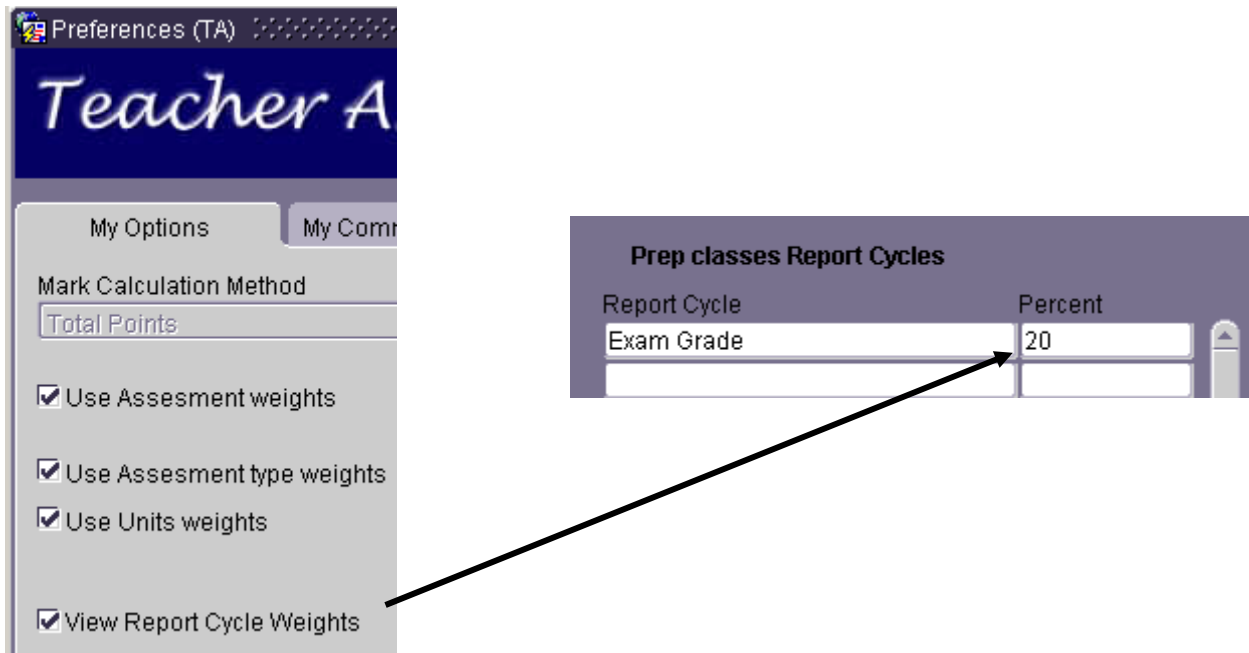 Preferences (TA)
Teacher A
My Options
My Com
Mark Calculation Method
Total Points
Use Assesment weights
Use Assesment type weights
Use Units weights
View Report Cycle Weights
Prep classes Report Cycles
Report Cycle Percent
Exam Grade 20